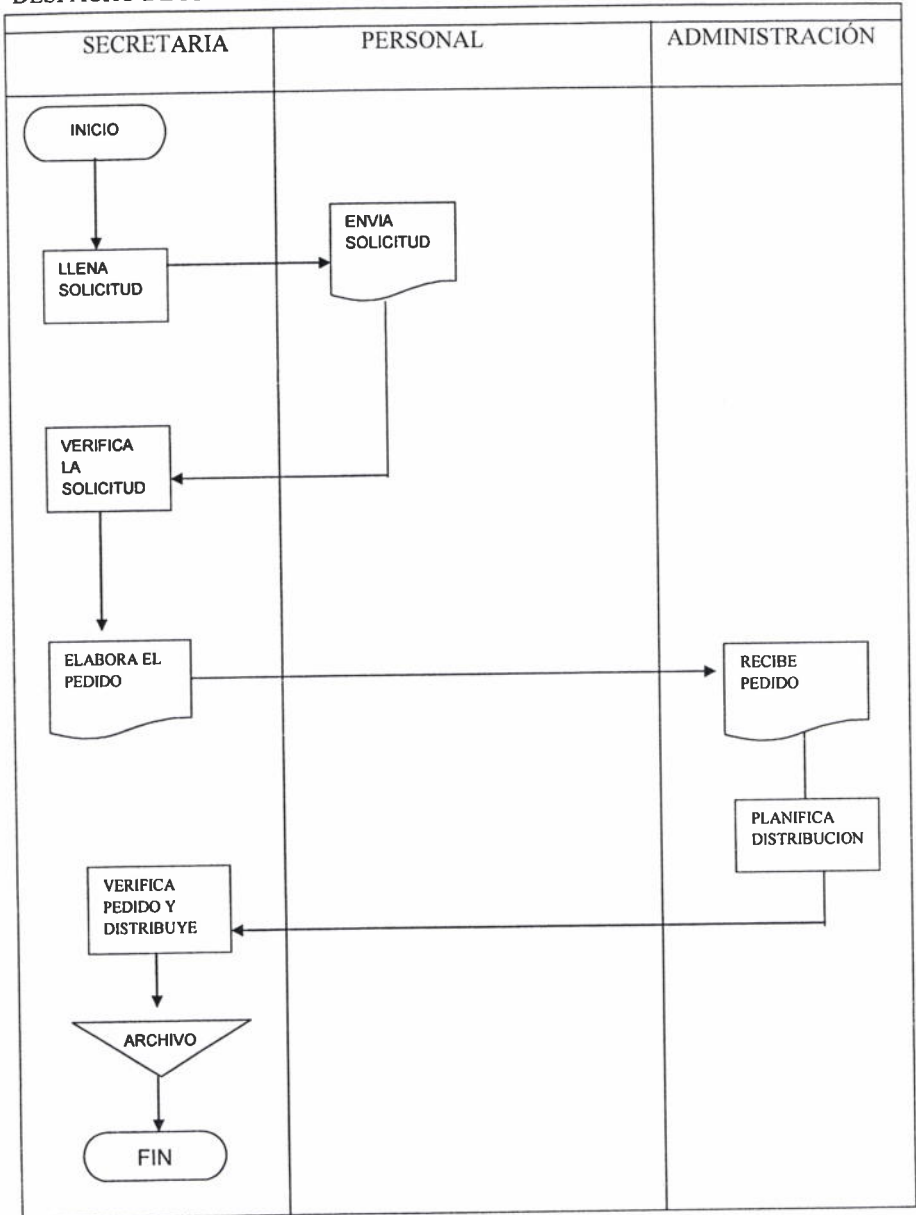 SECRETARIA PERSONAL ADMINISTRACIÓN
INICIO
ENVIA
SOLICITUD
LLENA
SOLICITUD
VERIFICA
LA
SOLICITUD
ELABORA EL
PEDIDO
RECIBE
PEDIDO
PLANIFICA
DISTRIBUCION
VERIFICA
PEDIDO Y
DISTRIBUYE
ARCHIVO
FIN